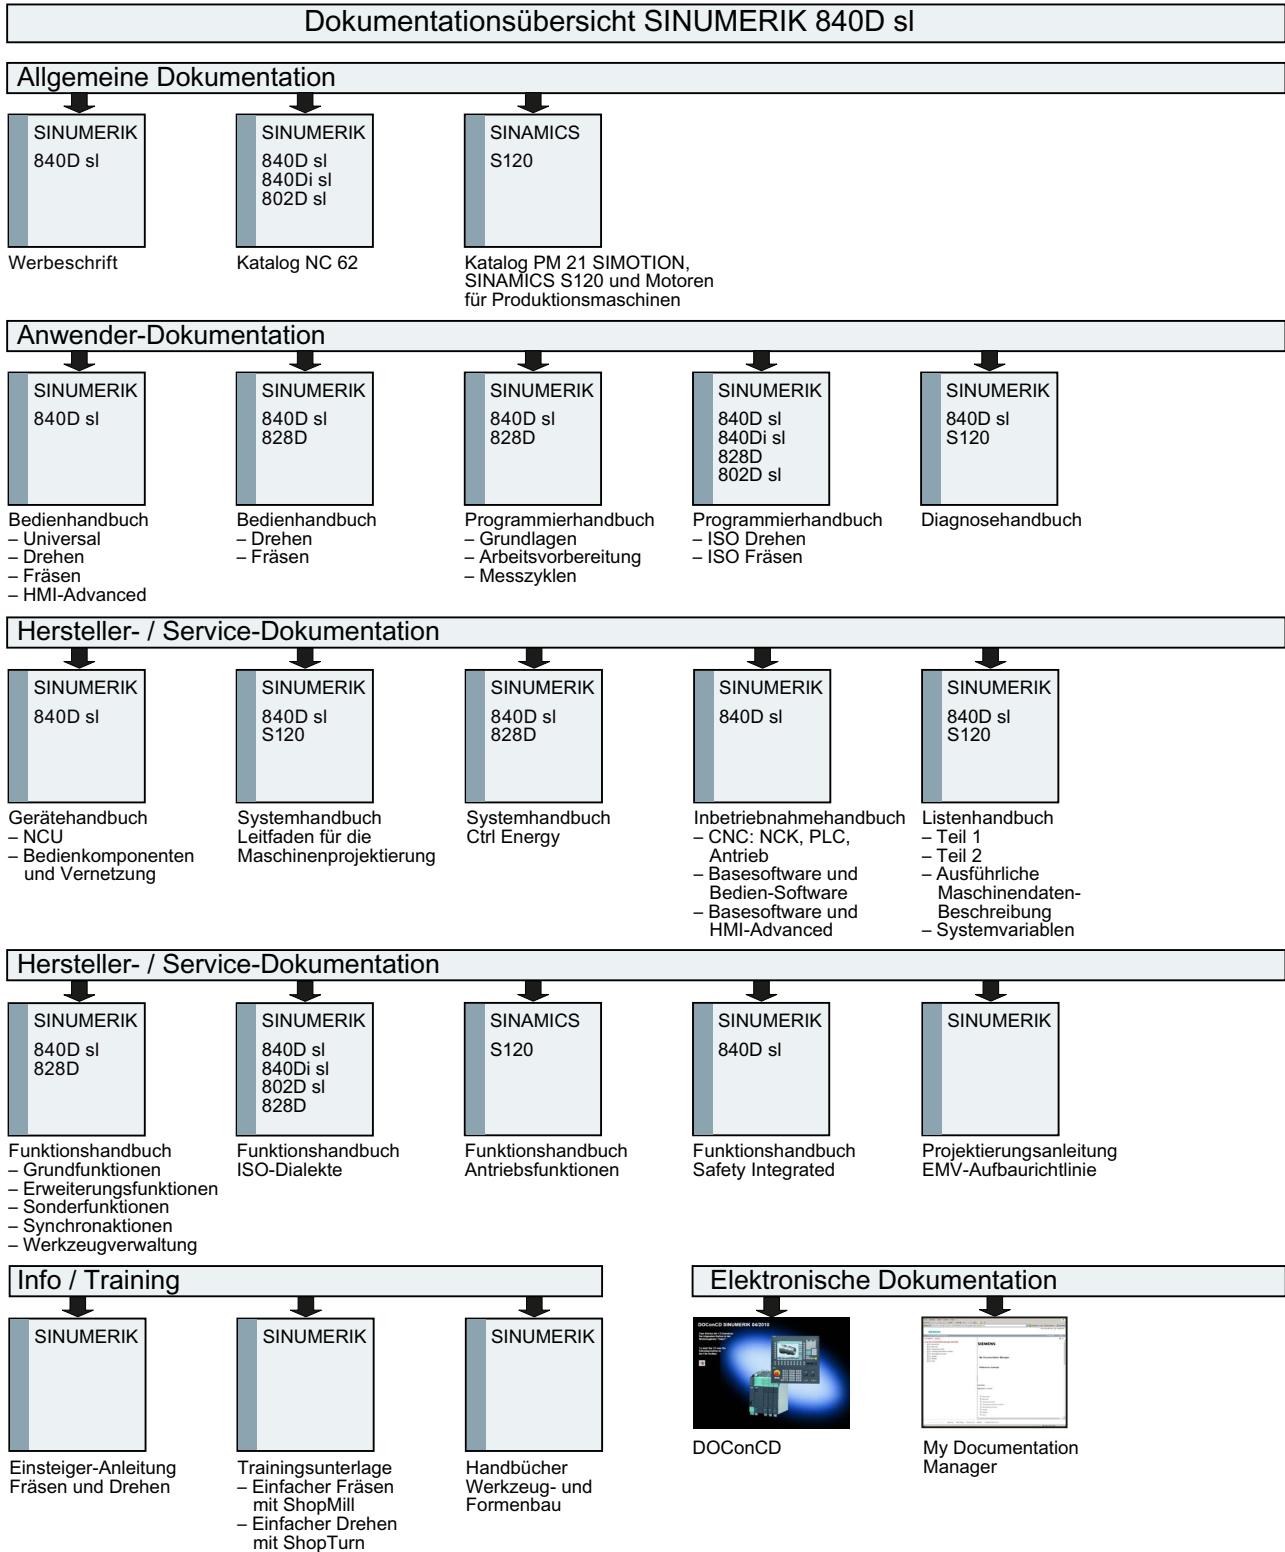 Dokumentationsübersicht SINUMERIK 840D sl
Allgemeine Dokumentation
SINUMERIK
840D sl
Werbeschrift
SINUMERIK
840D sl
840Di sl
802D sl
Katalog NC 62
SINAMICS
S120
Katalog PM 21 SIMOTION,
SINAMICS S120 und Motoren
für Produktionsmaschinen
Anwender-Dokumentation
SINUMERIK
840D sl
Bedienhandbuch
– Universal
– Drehen
– Fräsen
– HMI-Advanced
SINUMERIK
840D sl
828D
Bedienhandbuch
– Drehen
– Fräsen
SINUMERIK
840D sl
828D
Programmierhandbuch
– Grundlagen
– Arbeitsvorbereitung
– Messzyklen
SINUMERIK
840D sl
840Di sl
828D
802D sl
Programmierhandbuch
– ISO Drehen
– ISO Fräsen
SINUMERIK
840D sl
S120
Diagnosehandbuch
Hersteller- / Service-Dokumentation
SINUMERIK
840D sl
Gerätehandbuch
– NCU
– Bedienkomponenten
und Vernetzung
SINUMERIK
840D sl
S120
Systemhandbuch
Leitfaden für die
Maschinenprojektierung
SINUMERIK
840D sl
828D
Systemhandbuch
Ctrl Energy
SINUMERIK
840D sl
Inbetriebnahmehandbuch
– CNC: NCK, PLC,
Antrieb
– Basesoftware und
Bedien-Software
– Basesoftware und
HMI-Advanced
SINUMERIK
840D sl
S120
Listenhandbuch
– Teil 1
– Teil 2
– Ausführliche
Maschinendaten-
Beschreibung
– Systemvariablen
Hersteller- / Service-Dokumentation
SINUMERIK
840D sl
828D
Funktionshandbuch
– Grundfunktionen
– Erweiterungsfunktionen
– Sonderfunktionen
– Synchronaktionen
– Werkzeugverwaltung
SINUMERIK
840D sl
840Di sl
802D sl
828D
Funktionshandbuch
ISO-Dialekte
SINAMICS
S120
Funktionshandbuch
Antriebsfunktionen
SINUMERIK
840D sl
Funktionshandbuch
Safety Integrated
SINUMERIK
Projektierungsanleitung
EMV-Aufbaurichtlinie
Info / Training
SINUMERIK
Einsteiger-Anleitung
Fräsen und Drehen
SINUMERIK
Trainingsunterlage
– Einfacher Fräsen
mit ShopMill
– Einfacher Drehen
mit ShopTurn
SINUMERIK
Handbücher
Werkzeug- und
Formenbau
Elektronische Dokumentation
DOConCD SINUMERIK 04/2010
DOConCD
SIEMENS
My Documentation Manager
My Documentation
Manager